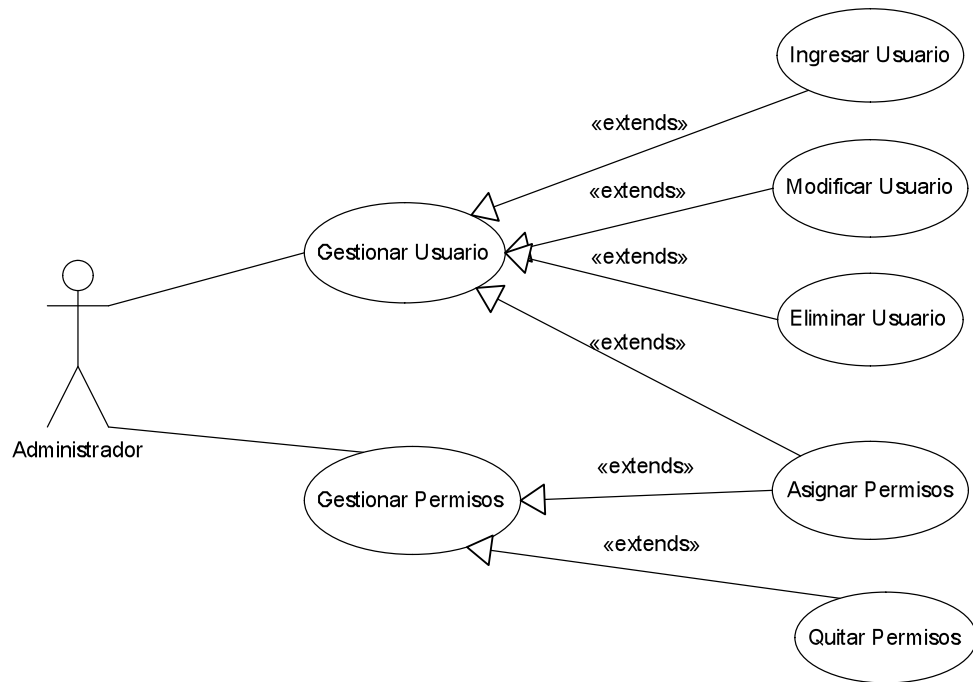 Ingresar Usuario
«extends»
Modificar Usuario
«extends»
Gestionar Usuario
«extends»
Eliminar Usuario
«extends»
Administrador
«extends»
Asignar Permisos
Gestionar Permisos
«extends»
Quitar Permisos